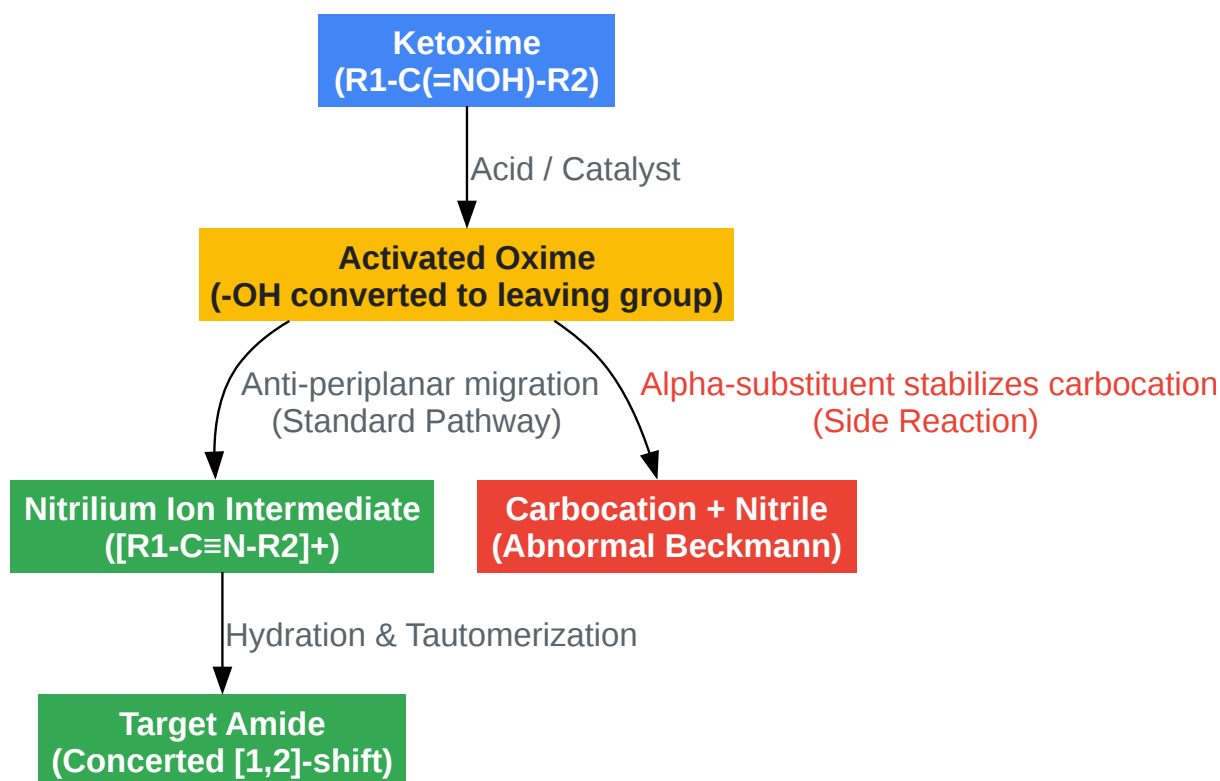 Ketoxime
(R1-C(=NOH)-R2)
Acid / Catalyst
Activated Oxime
(-OH converted to leaving group)
Anti-periplanar migration
(Standard Pathway)
Alpha-substituent stabilizes carbocation
(Side Reaction)
Nitrilium Ion Intermediate
([R1-C≡N-R2]+)
Carbocation + Nitrile
(Abnormal Beckmann)
Hydration & Tautomerization
Target Amide
(Concerted [1,2]-shift)